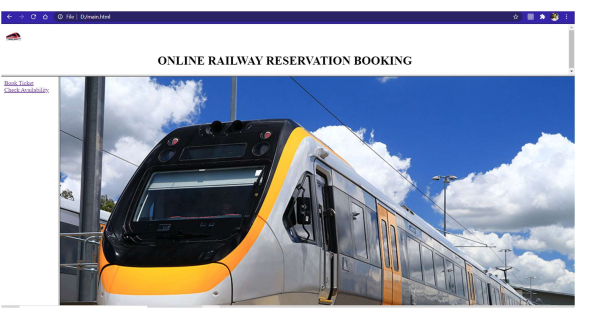 File | D:/main.html
ONLINE RAILWAY RESERVATION BOOKING
Book Ticket
Check Availability